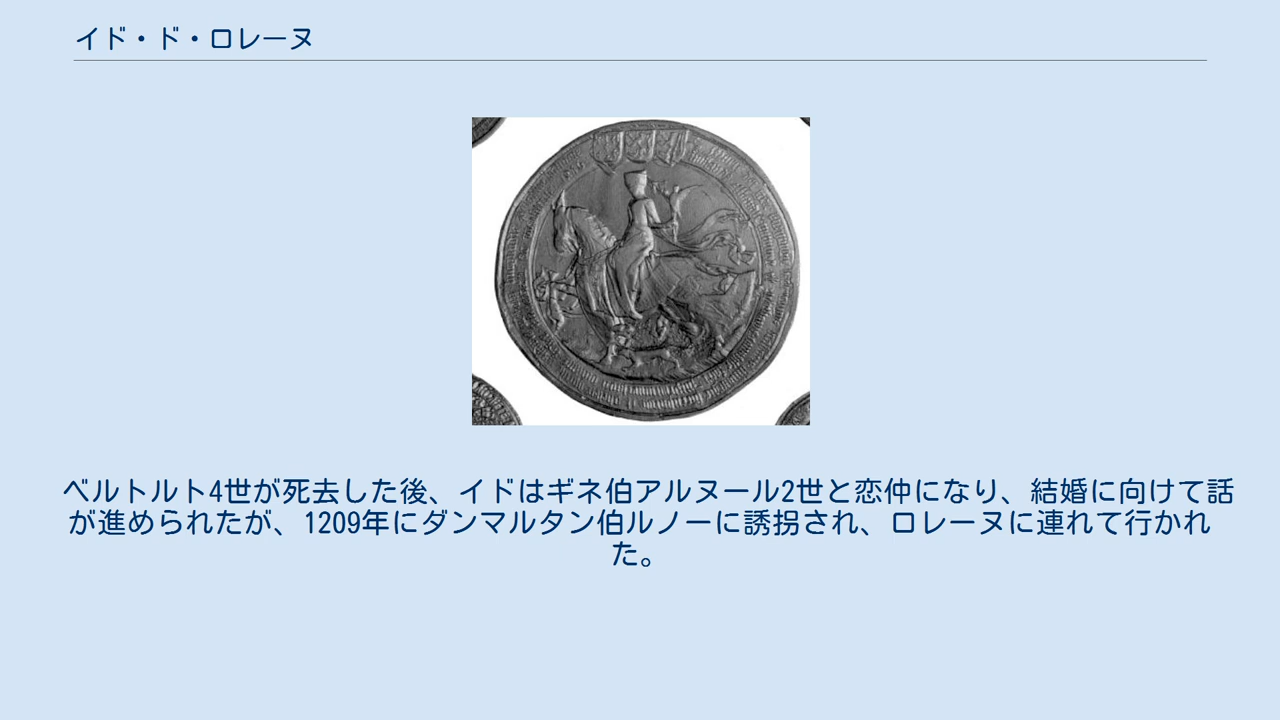 イド・ド・ロレーヌ
ベルトルト4世が死去した後、イドはギネ伯アルヌール2世と恋仲になり、結婚に向けて話
が進められたが、1209年にダンマルタン伯ルノーに誘拐され、ロレーヌに連れて行かれ
た。